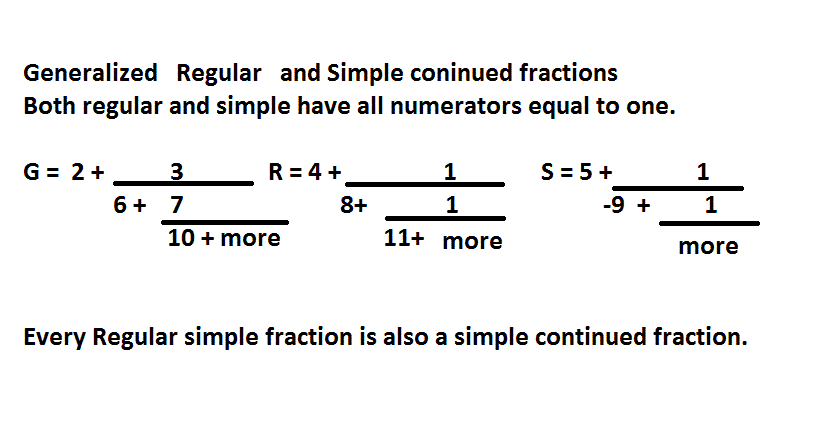 Generalized Regular and Simple coninued fractions
Both regular and simple have all numerators equal to one.
G = 2 + 3 R = 4 + 1 S = 5 + 1
6 + 7 8+ 1 -9 + 1
10 + more 11+ more more
Every Regular simple fraction is also a simple continued fraction.